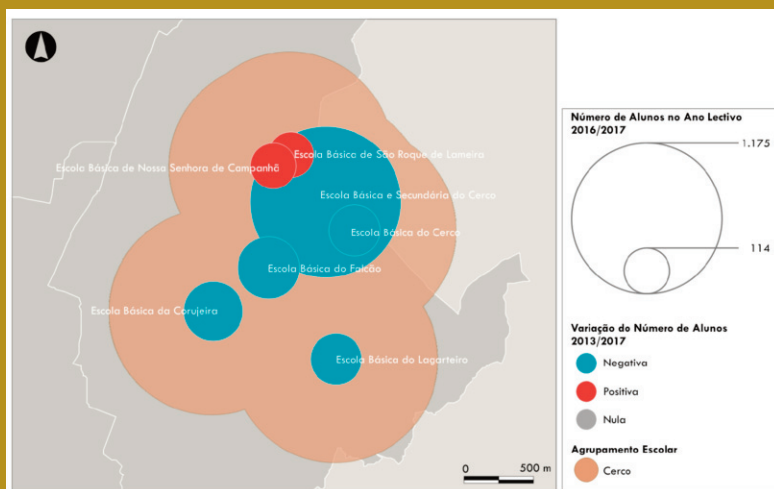 Escola Básica de São Roque de Lameira
Escola Básica de Nossa Senhora de Campanhã
Escola Básica e Secundária do Cerco
Escola Básica do Cerco
Escola Básica do Falcão
Escola Básica da Corujeira
Escola Básica do Lagarteiro
0 500 m
Número de Alunos no Ano Lectivo
2016/2017
1.175
114
Variação do Número de Alunos
2013/2017
Negativa
Positiva
Nula
Agrupamento Escolar
Cerco